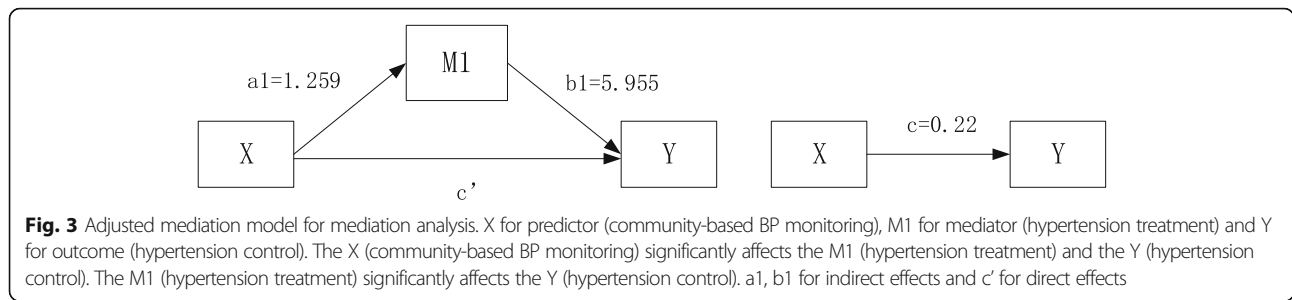 M1
a1=1.259
b1=5.955
X
Y
c'
c=0.22
X
Y
Fig. 3 Adjusted mediation model for mediation analysis. X for predictor (community-based BP monitoring), M1 for mediator (hypertension treatment) and Y
for outcome (hypertension control). The X (community-based BP monitoring) significantly affects the M1 (hypertension treatment) and the Y (hypertension
control). The M1 (hypertension treatment) significantly affects the Y (hypertension control). a1, b1 for indirect effects and c’ for direct effects